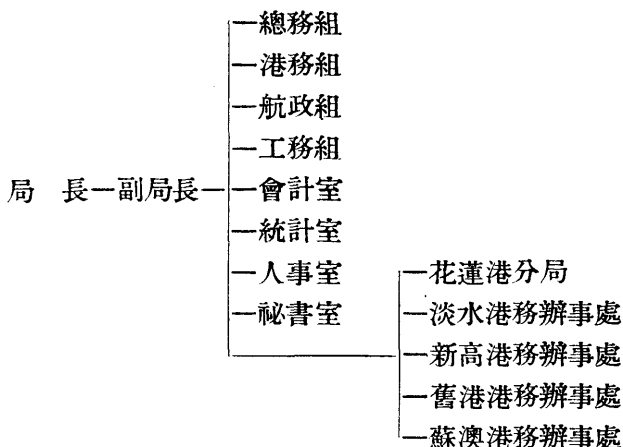 總務組
港務組
航政組
工務組
局　長－副局長－會計室
統計室
人事室
花蓮港分局
祕書室
淡水港務辦事處
新高港務辦事處
舊港港務辦事處
蘇澳港務辦事處